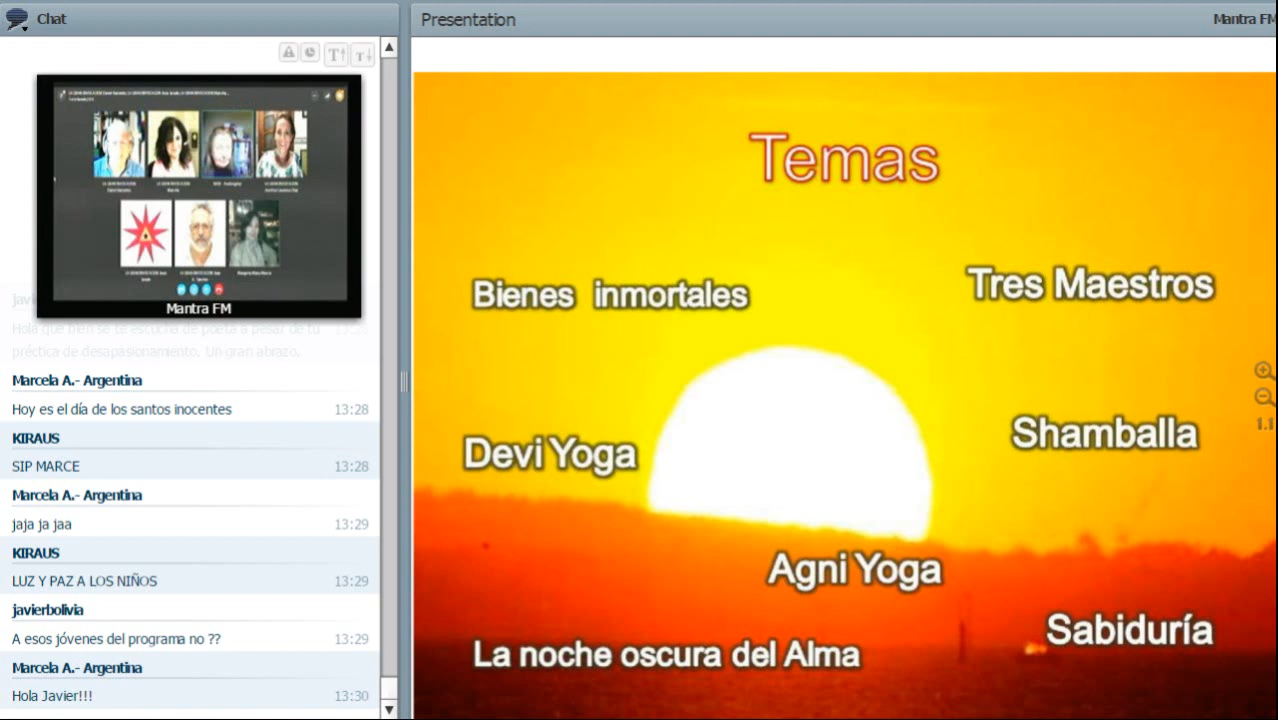 Chat
Mantra FM
Hola que bien se te escucha de poeta a pesar de tu
préctica de desapasionamiento. Un gran abrazo.
Marcela A.- Argentina
Hoy es el día de los santos inocentes 13:28
KIRAUS
SIP MARCE 13:28
Marcela A.- Argentina
jaja ja jaa 13:29
KIRAUS
LUZ Y PAZ A LOS NIÑOS 13:29
javierbolivia
A esos jóvenes del programa no ?? 13:29
Marcela A.- Argentina
Hola Javier!!! 13:30
Presentation
Mantra FM
Temas
Bienes inmortales
Tres Maestros
Devi Yoga
Shamballa
Agni Yoga
Sabiduría
La noche oscura del Alma
1.1